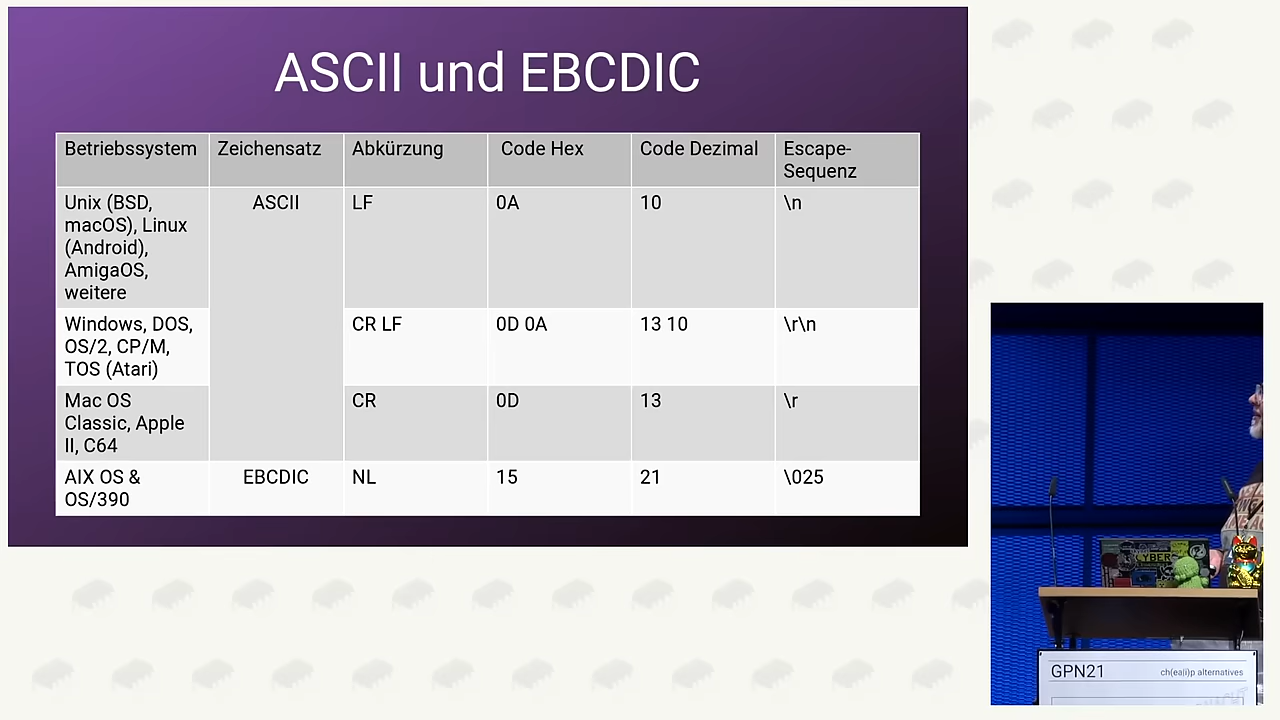 ASCII und EBCDIC
Betriebssystem Zeichensatz Abkürzung Code Hex Code Dezimal Escape-
Sequenz
Unix (BSD, ASCII LF 0A 10 \n
macOS), Linux
(Android),
AmigaOS,
weitere
Windows, DOS, CR LF 0D 0A 13 10 \r\n
OS/2, CP/M,
TOS (Atari)
Mac OS CR 0D 13 \r
Classic, Apple
II, C64
AIX OS & EBCDIC NL 15 21 \025
OS/390
CYBER
GPN21 ch(ea|i)p alternatives